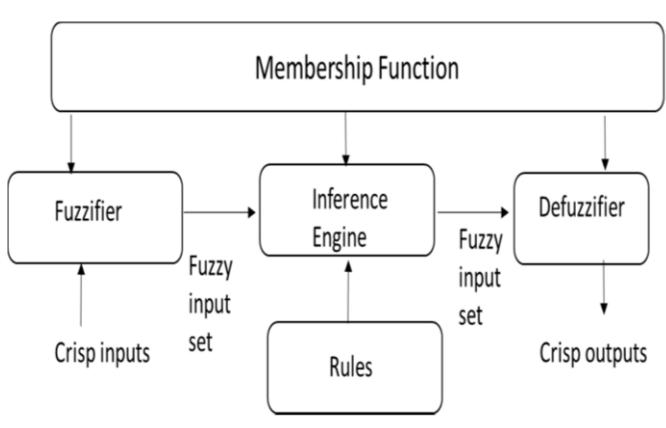 Membership Function
Fuzzifier
Inference
Engine
Defuzzifier
Fuzzy
input
set
Fuzzy
input
set
Crisp inputs
Rules
Crisp outputs